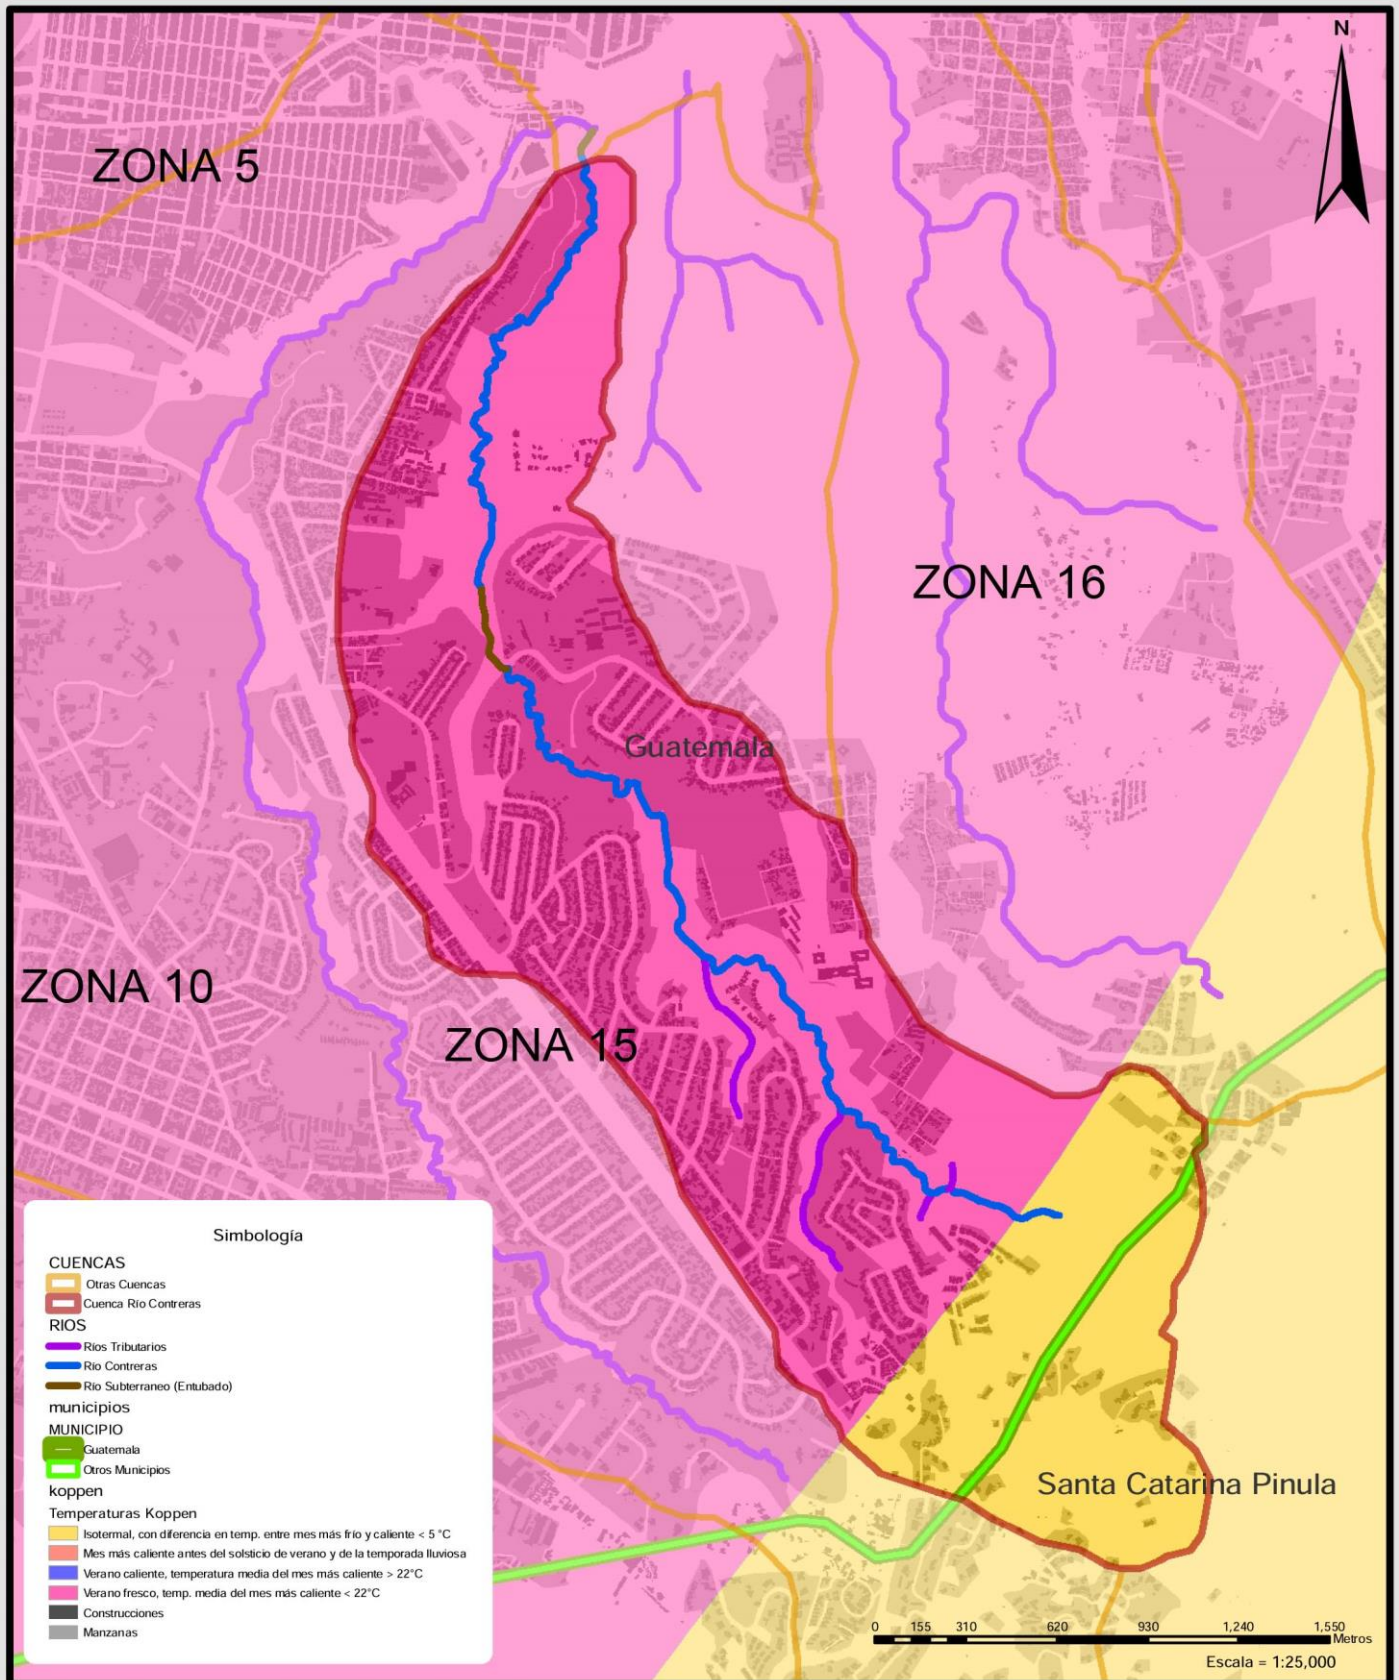 N
ZONA 5
ZONA 16
Guatemala
ZONA 10
ZONA 15
Santa Catarina Pinula
Simbología
CUENCAS
Otras Cuencas
Cuenca Río Contreras
RIOS
Ríos Tributarios
Río Contreras
Río Subterraneo (Entubado)
municipios
MUNICIPIO
Guatemala
Otros Municipios
koppen
Temperaturas Koppen
Isotermal, con diferencia en temp. entre mes más frío y caliente < 5 °C
Mes más caliente antes del solsticio de verano y de la temporada lluviosa
Verano caliente, temperatura media del mes más caliente > 22°C
Verano fresco, temp. media del mes más caliente < 22°C
Construcciones
Manzanas
0 155 310 620 930 1,240 1,550
Metros
Escala = 1:25,000